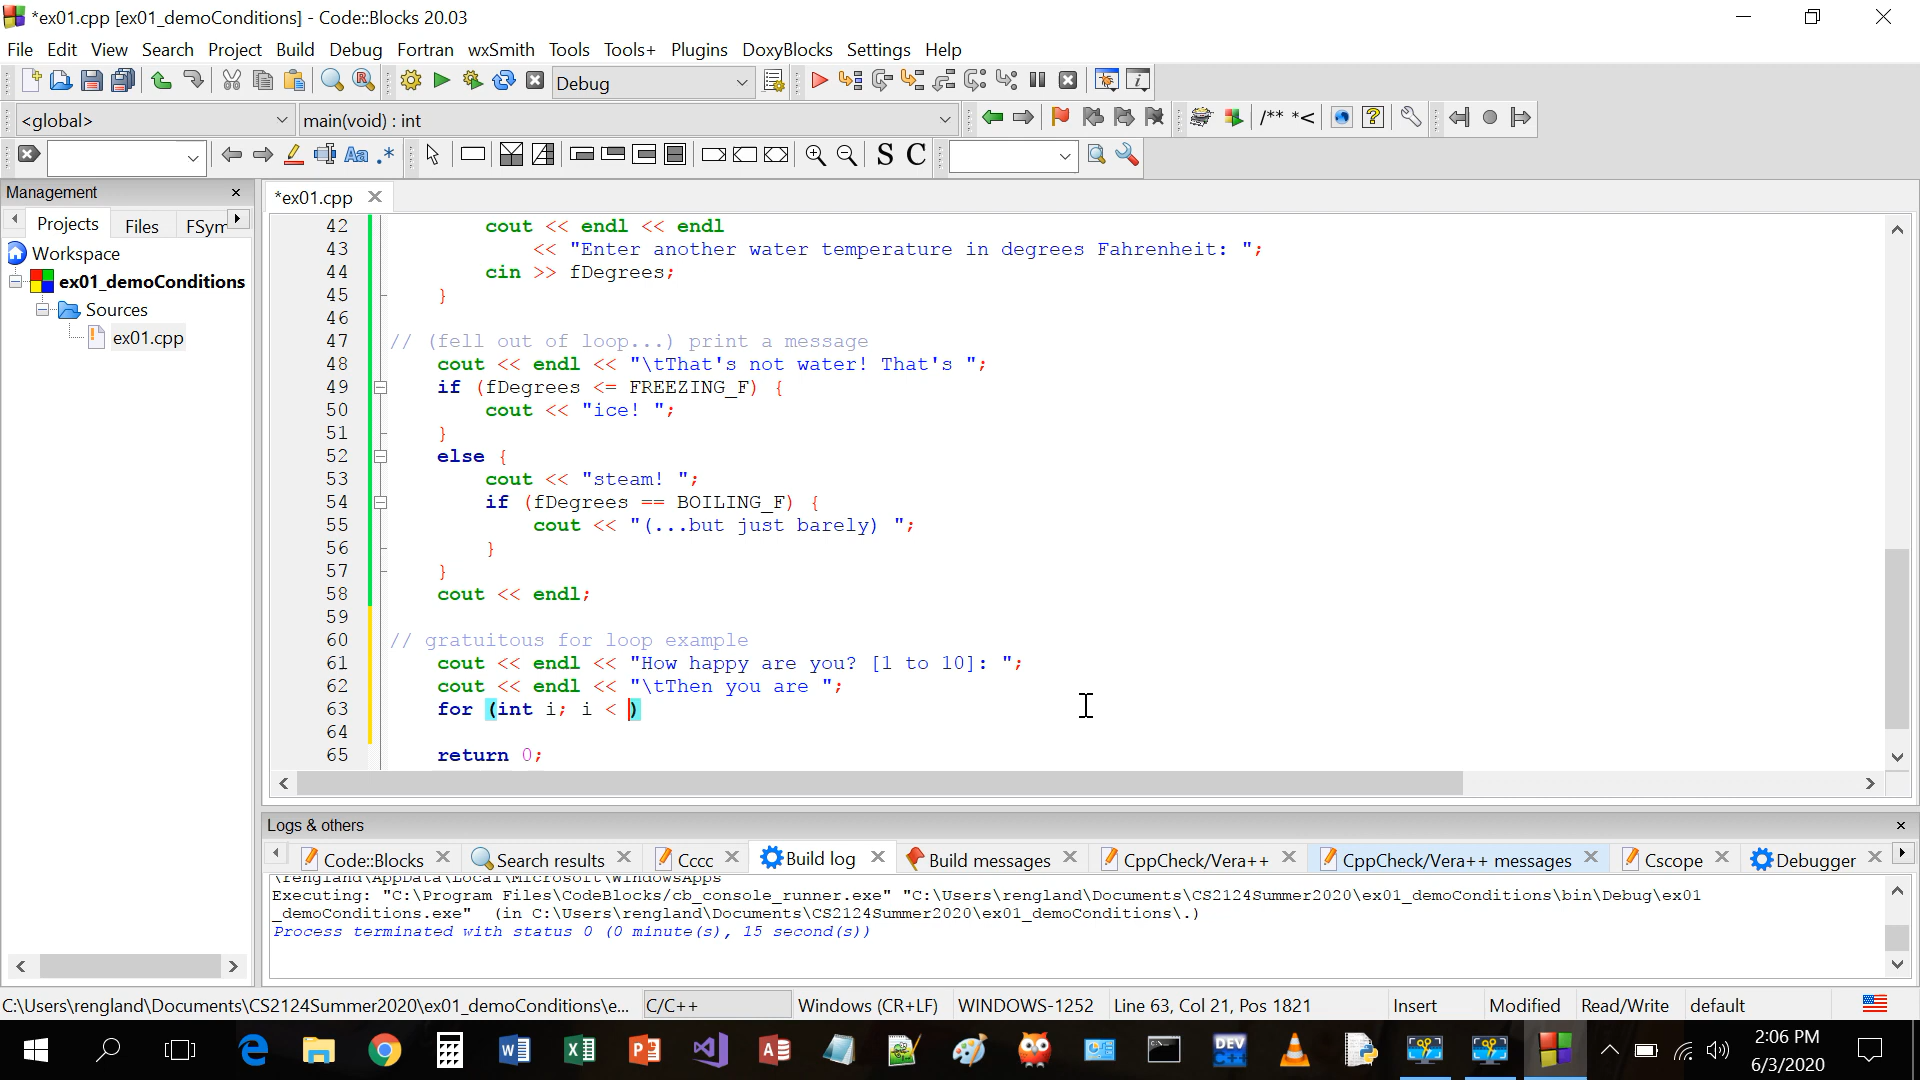 *ex01.cpp [ex01_demoConditions] - Code::Blocks 20.03
File Edit View Search Project Build Debug Fortran wxSmith Tools Tools+ Plugins DoxyBlocks Settings Help
Debug
<global> main(void) : int /** *<
Aa .* S C
Management
Projects Files FSym
Workspace
ex01_demoConditions
Sources
ex01.cpp
*ex01.cpp
42 cout << endl << endl
43 << "Enter another water temperature in degrees Fahrenheit: ";
44 cin >> fDegrees;
45 }
46
47 // (fell out of loop...) print a message
48 cout << endl << "\tThat's not water! That's ";
49 if (fDegrees <= FREEZING_F) {
50 cout << "ice! ";
51 }
52 else {
53 cout << "steam! ";
54 if (fDegrees == BOILING_F) {
55 cout << "(...but just barely) ";
56 }
57 }
58 cout << endl;
59
60 // gratuitous for loop example
61 cout << endl << "How happy are you? [1 to 10]: ";
62 cout << endl << "\tThen you are ";
63 for (int i; i < )
64
65 return 0;
Logs & others
Code::Blocks Search results Cccc Build log Build messages CppCheck/Vera++ CppCheck/Vera++ messages Cscope Debugger
\rengland\AppData\Local\Microsoft\WindowsApps
Executing: "C:\Program Files\CodeBlocks/cb_console_runner.exe" "C:\Users\rengland\Documents\CS2124Summer2020\ex01_demoConditions\bin\Debug\ex01
_demoConditions.exe" (in C:\Users\rengland\Documents\CS2124Summer2020\ex01_demoConditions\.)
Process terminated with status 0 (0 minute(s), 15 second(s))
C:\Users\rengland\Documents\CS2124Summer2020\ex01_demoConditions\e... C/C++ Windows (CR+LF) WINDOWS-1252 Line 63, Col 21, Pos 1821 Insert Modified Read/Write default
DEV
2:06 PM
6/3/2020